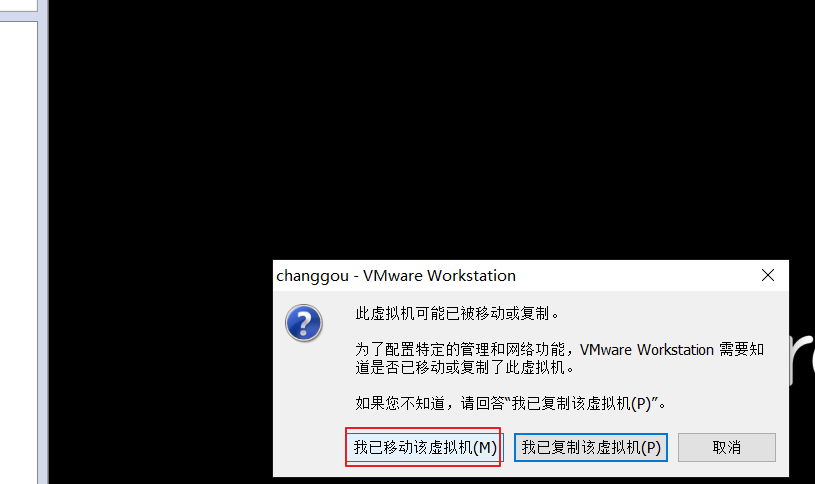 changgou - VMware Workstation
此虚拟机可能已被移动或复制。
为了配置特定的管理和网络功能，VMware Workstation 需要知
道是否已移动或复制了此虚拟机。
如果您不知道，请回答“我已复制该虚拟机(P)”。
我已移动该虚拟机(M) 我已复制该虚拟机(P) 取消